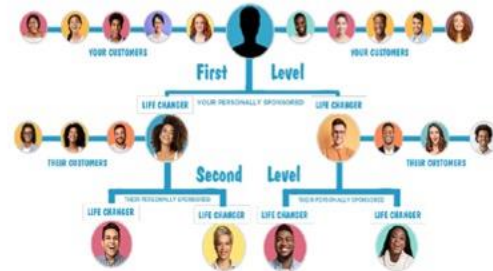 YOUR CUSTOMERS
YOUR CUSTOMERS
First Level
LIFE CHANGER
YOUR PERSONALLY SPONSORED
LIFE CHANGER
THEIR CUSTOMERS
THEIR CUSTOMERS
Second Level
THEIR PERSONALLY SPONSORED
THEIR PERSONALLY SPONSORED
LIFE CHANGER
LIFE CHANGER
LIFE CHANGER
LIFE CHANGER